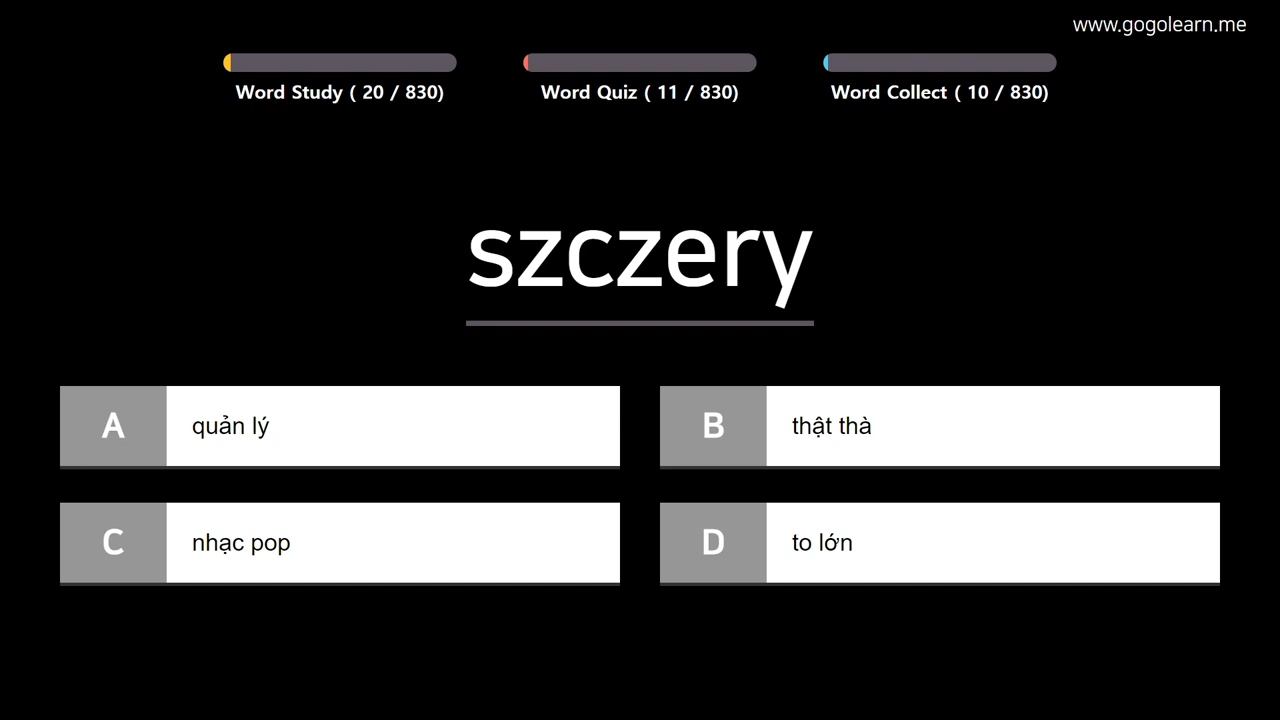 www.gogolearn.me
Word Study ( 20 / 830)
Word Quiz ( 11 / 830)
Word Collect ( 10 / 830)
szczery
A quản lý
B thật thà
C nhạc pop
D to lớn